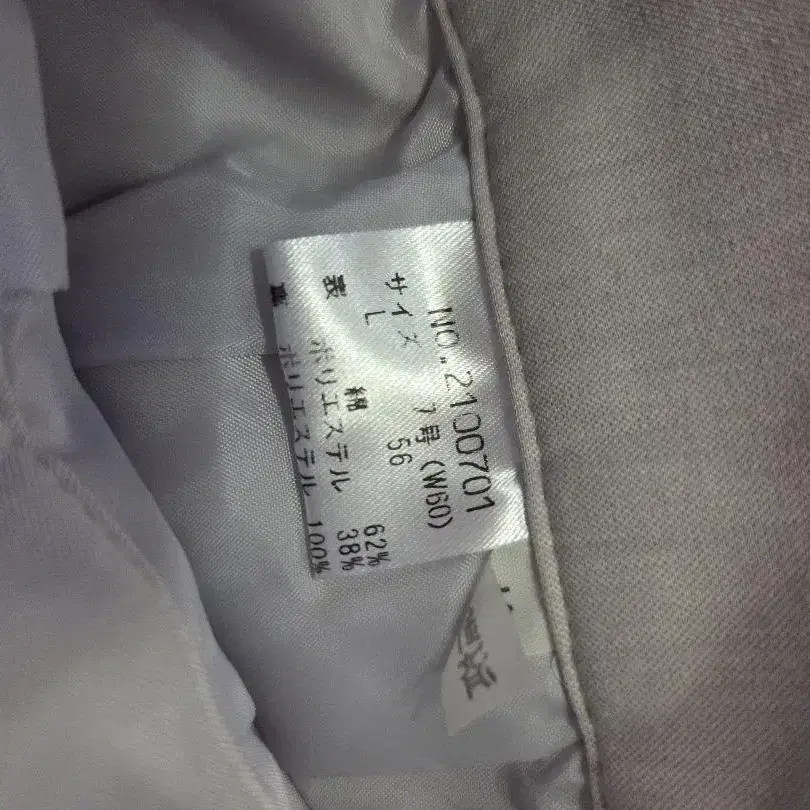 NO. 2100701
サイズ 7号(W60)
L 56
表 綿 62%
ポリエステル 38%
裏 ポリエステル 100%